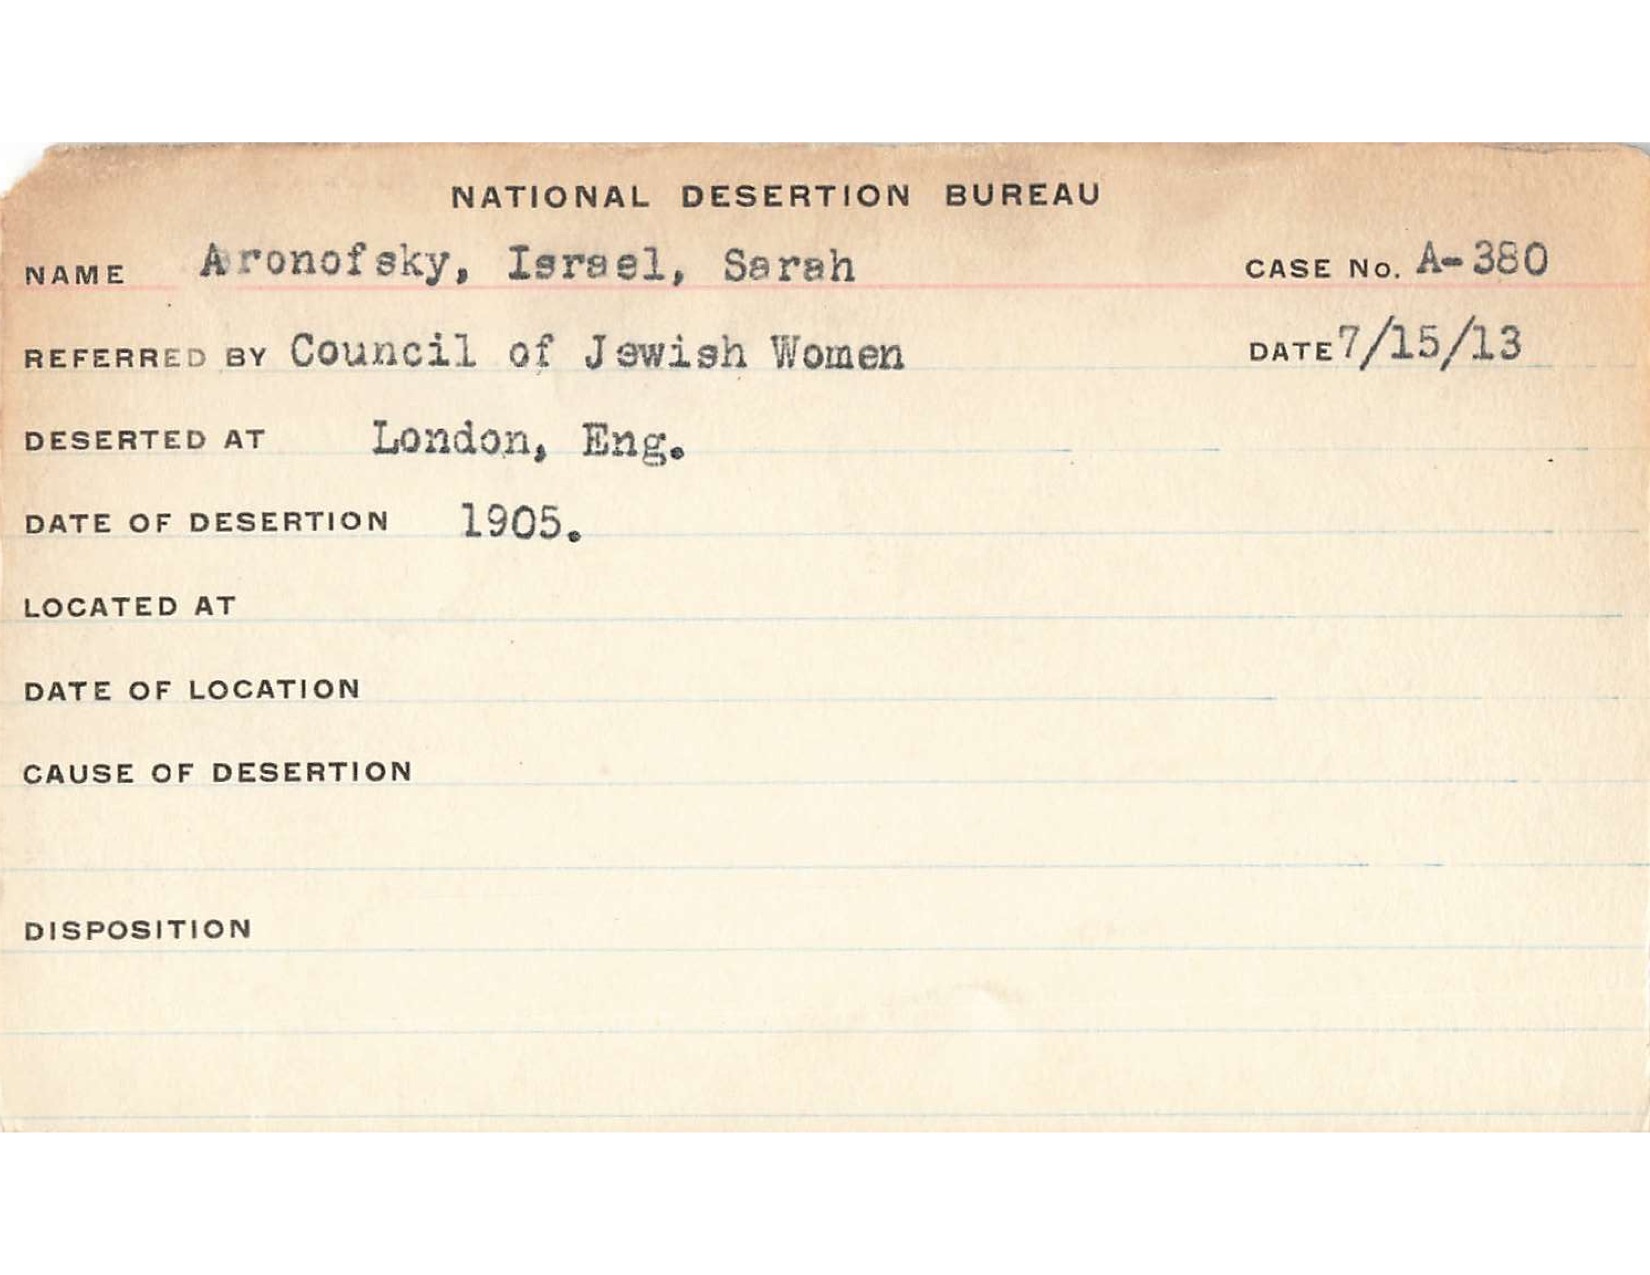 NATIONAL DESERTION BUREAU
NAME Aronofsky, Israel, Sarah CASE No. A-380
REFERRED BY Council of Jewish Women DATE 7/15/13
DESERTED AT London, Eng.
DATE OF DESERTION 1905.
LOCATED AT
DATE OF LOCATION
CAUSE OF DESERTION
DISPOSITION